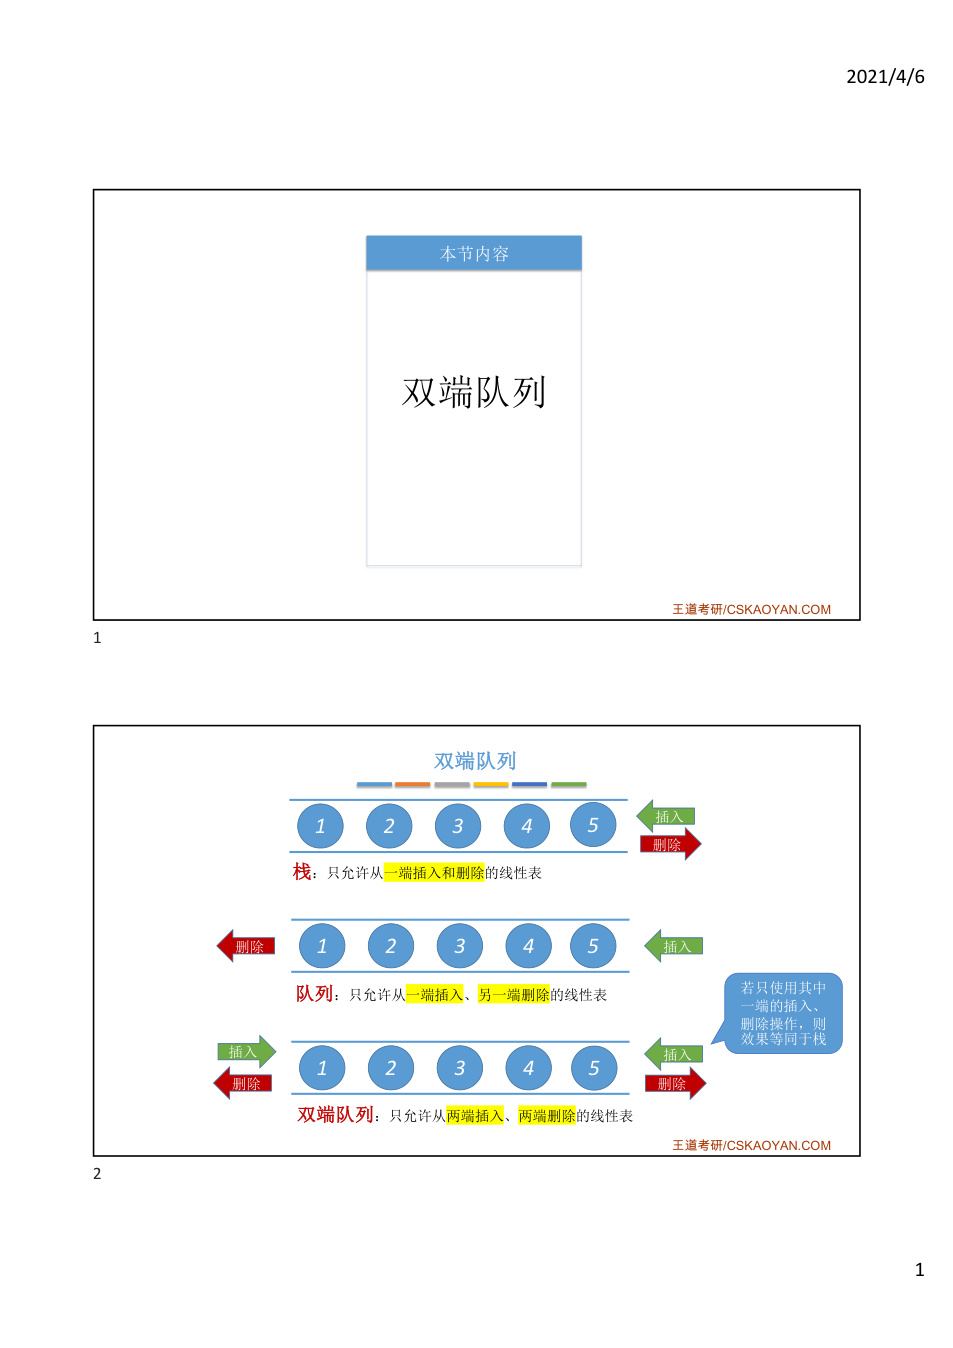 2021/4/6
本节内容
双端队列
王道考研/CSKAOYAN.COM
1
双端队列
1 2 3 4 5
插入
删除
栈：只允许从一端插入和删除的线性表
删除
1 2 3 4 5
插入
队列：只允许从一端插入、另一端删除的线性表
若只使用其中
一端的插入、
删除操作，则
效果等同于栈
插入
删除
1 2 3 4 5
插入
删除
双端队列：只允许从两端插入、两端删除的线性表
王道考研/CSKAOYAN.COM
2
1